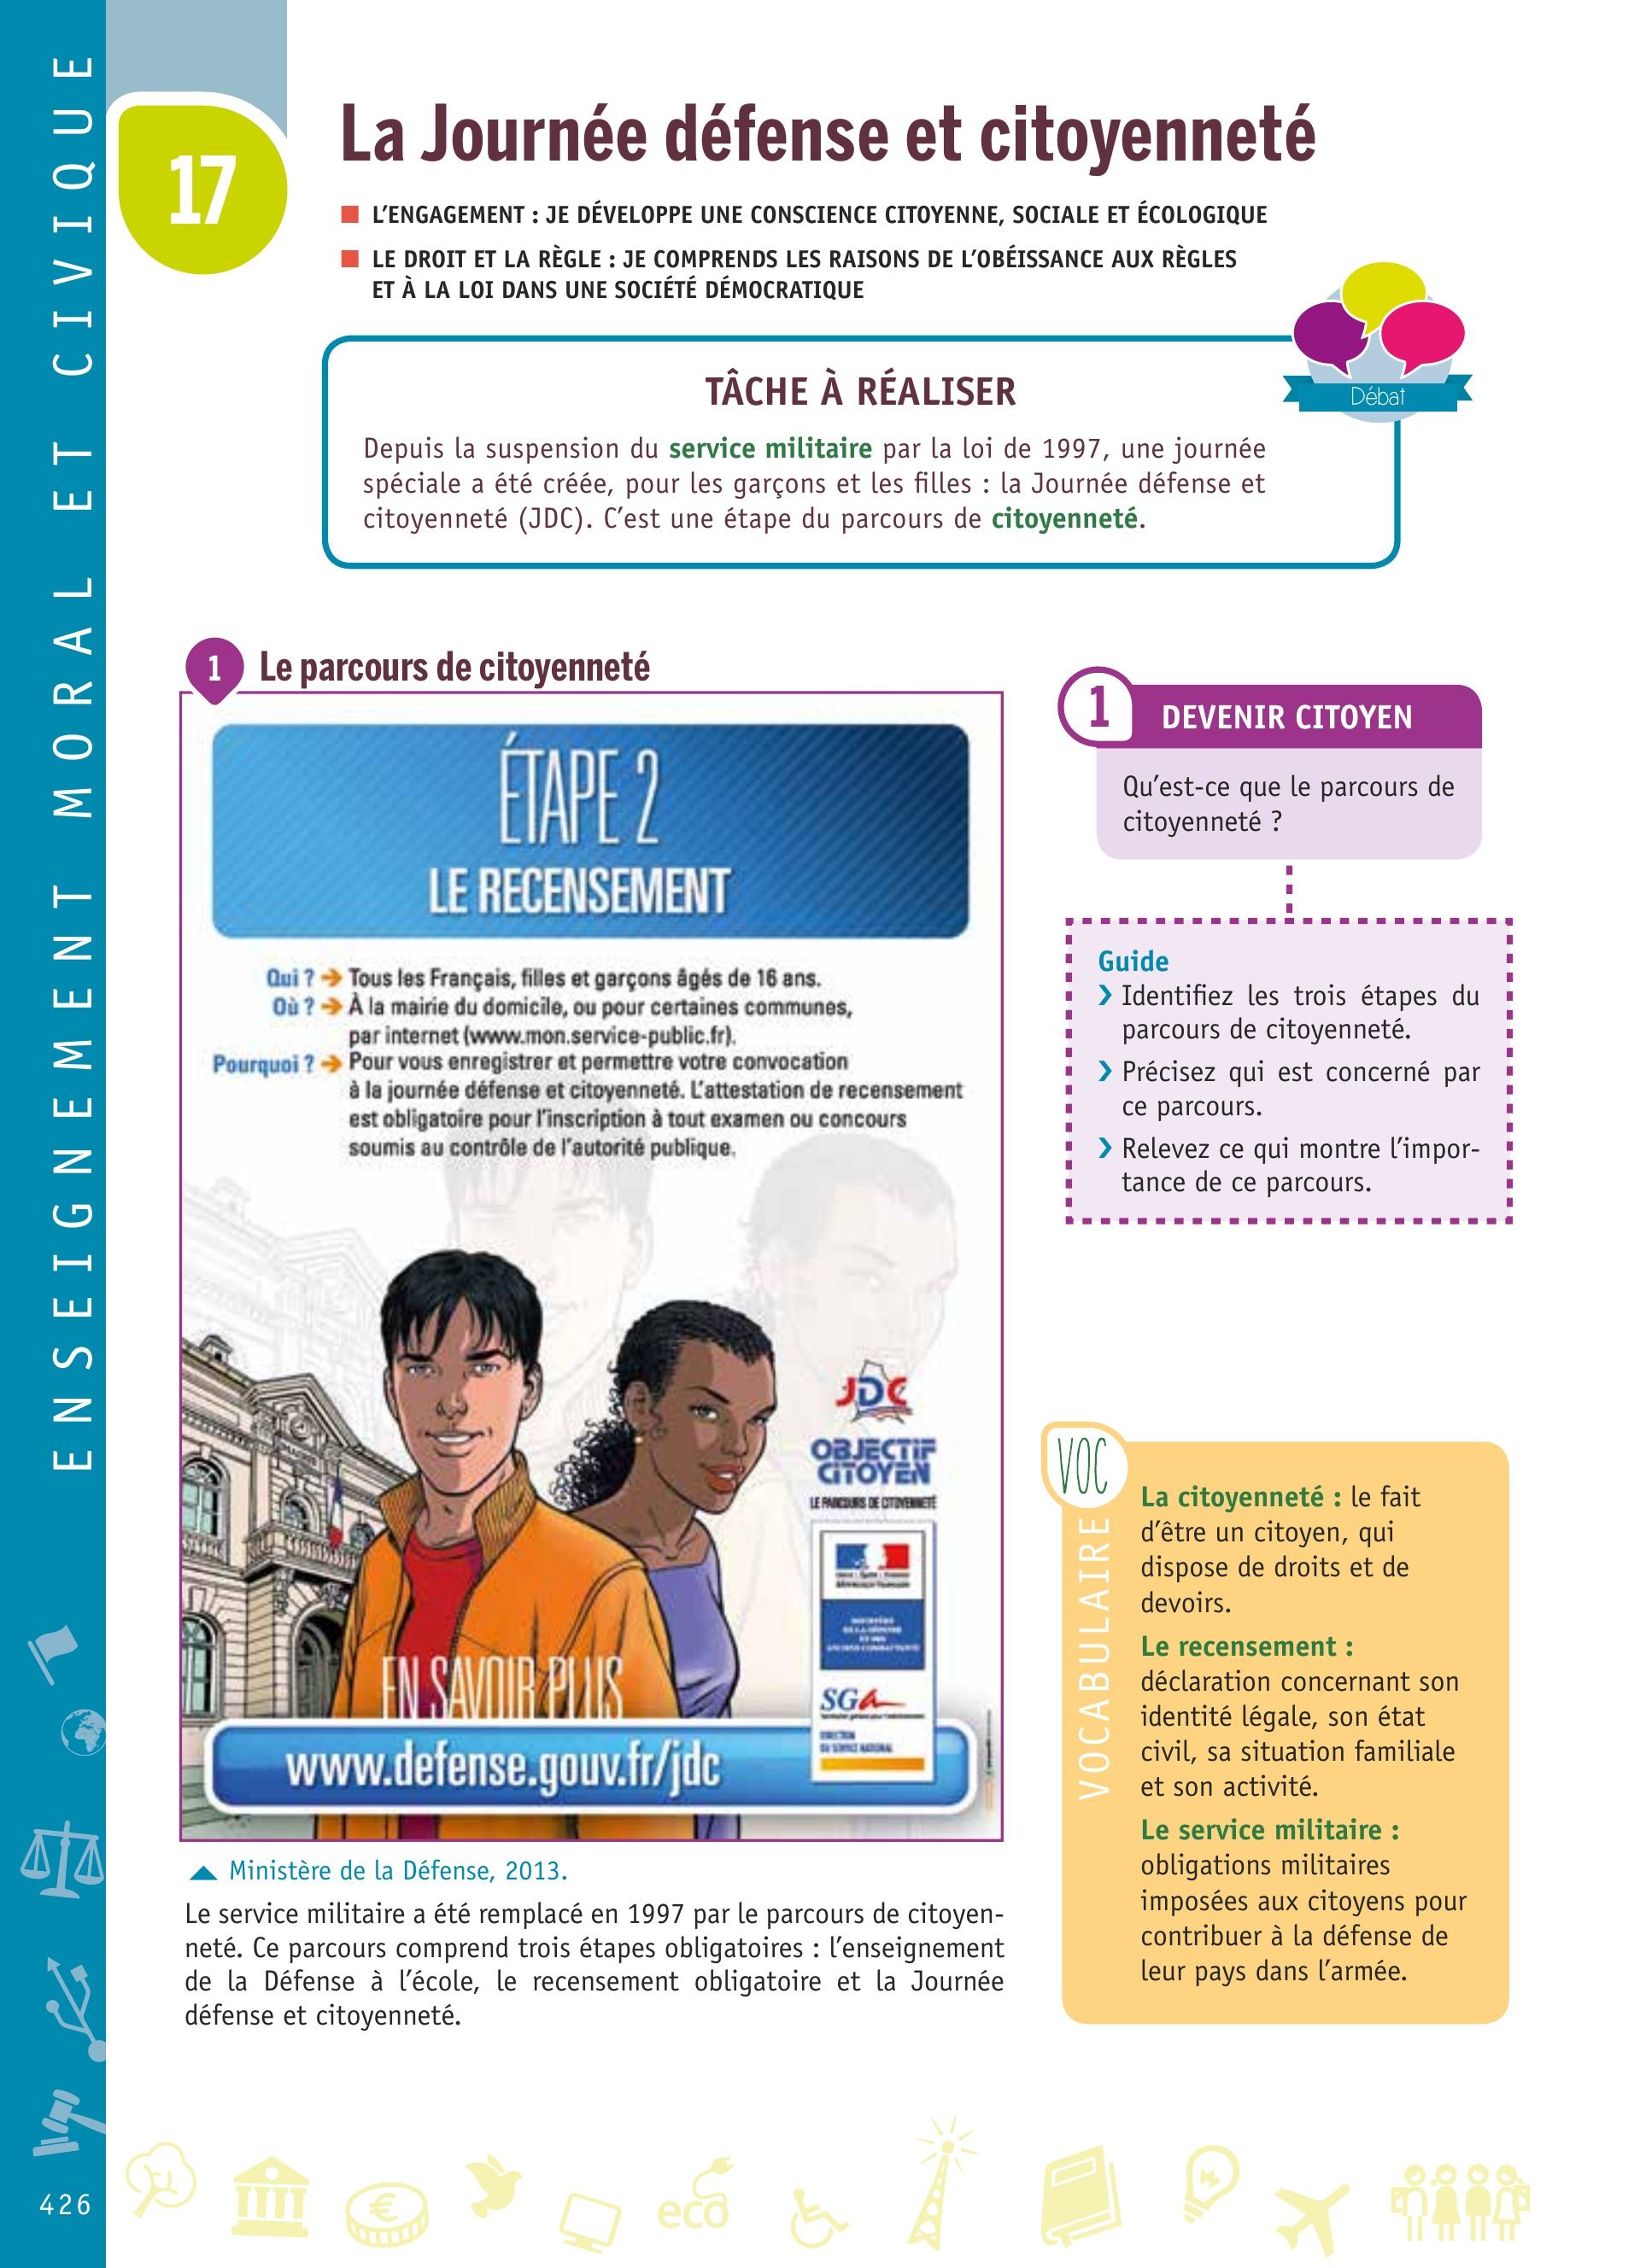 ENSEIGNEMENT MORAL ET CIVIQUE
17
La Journée défense et citoyenneté
L’ENGAGEMENT : JE DÉVELOPPE UNE CONSCIENCE CITOYENNE, SOCIALE ET ÉCOLOGIQUE
LE DROIT ET LA RÈGLE : JE COMPRENDS LES RAISONS DE L’OBÉISSANCE AUX RÈGLES
ET À LA LOI DANS UNE SOCIÉTÉ DÉMOCRATIQUE
Débat
TÂCHE À RÉALISER
Depuis la suspension du service militaire par la loi de 1997, une journée
spéciale a été créée, pour les garçons et les filles : la Journée défense et
citoyenneté (JDC). C’est une étape du parcours de citoyenneté.
1 Le parcours de citoyenneté
ÉTAPE 2
LE RECENSEMENT
Qui ? → Tous les Français, filles et garçons âgés de 16 ans.
Où ? → À la mairie du domicile, ou pour certaines communes,
par internet (www.mon.service-public.fr).
Pourquoi ? → Pour vous enregistrer et permettre votre convocation
à la journée défense et citoyenneté. L’attestation de recensement
est obligatoire pour l’inscription à tout examen ou concours
soumis au contrôle de l’autorité publique.
JDC
OBJECTIF
CITOYEN
LE PARCOURS DE CITOYENNETÉ
SGA
DIRECTION
DU SERVICE NATIONAL
EN SAVOIR PLUS
www.defense.gouv.fr/jdc
Ministère de la Défense, 2013.
Le service militaire a été remplacé en 1997 par le parcours de citoyen-
neté. Ce parcours comprend trois étapes obligatoires : l’enseignement
de la Défense à l’école, le recensement obligatoire et la Journée
défense et citoyenneté.
1 DEVENIR CITOYEN
Qu’est-ce que le parcours de
citoyenneté ?
Guide
› Identifiez les trois étapes du
parcours de citoyenneté.
› Précisez qui est concerné par
ce parcours.
› Relevez ce qui montre l’impor-
tance de ce parcours.
VOC
VOCABULAIRE
La citoyenneté : le fait
d’être un citoyen, qui
dispose de droits et de
devoirs.
Le recensement :
déclaration concernant son
identité légale, son état
civil, sa situation familiale
et son activité.
Le service militaire :
obligations militaires
imposées aux citoyens pour
contribuer à la défense de
leur pays dans l’armée.
€
eco
426